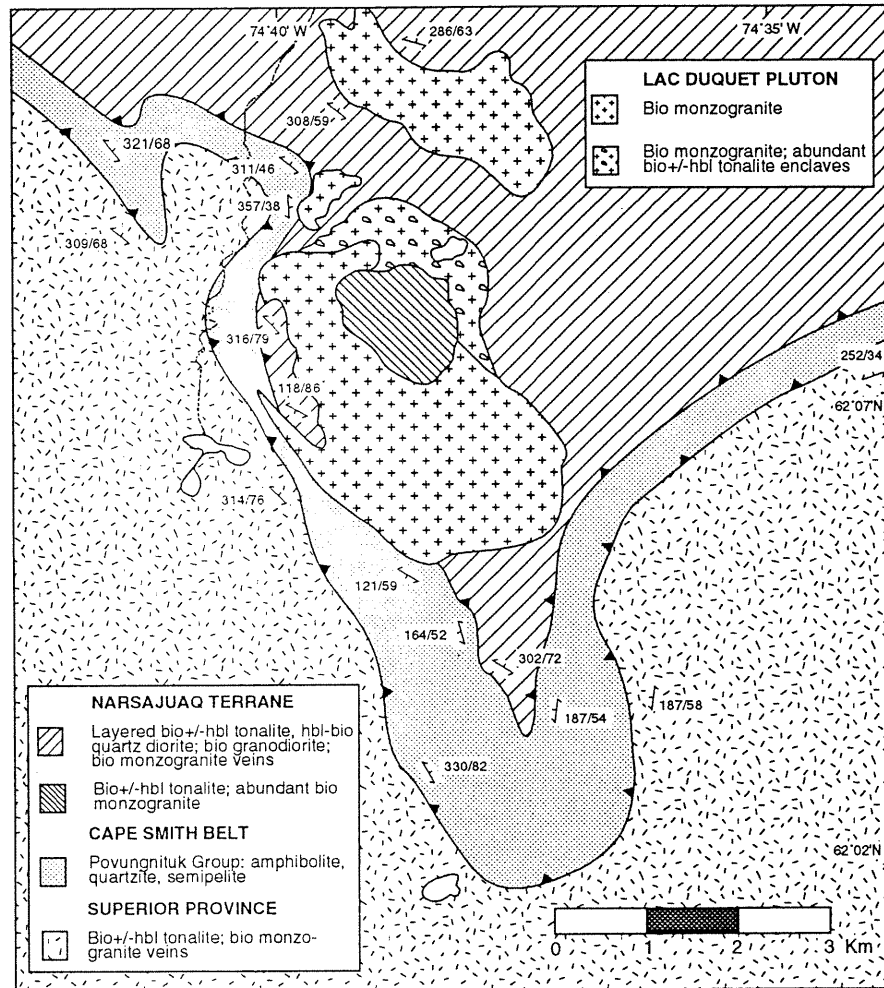 74°40' W
286/63
74°35' W
LAC DUQUET PLUTON
Bio monzogranite
Bio monzogranite; abundant
bio+/-hbl tonalite enclaves
308/59
321/68
311/46
357/38
309/68
316/79
118/86
252/34
62°07'N
314/76
121/59
164/52
302/72
187/54
187/58
330/82
NARSAJUAQ TERRANE
Layered bio+/-hbl tonalite, hbl-bio
quartz diorite; bio granodiorite;
bio monzogranite veins
Bio+/-hbl tonalite; abundant bio
monzogranite
CAPE SMITH BELT
Povungnituk Group: amphibolite,
quartzite, semipelite
SUPERIOR PROVINCE
Bio+/-hbl tonalite; bio monzo-
granite veins
62°02'N
0 1 2 3 Km